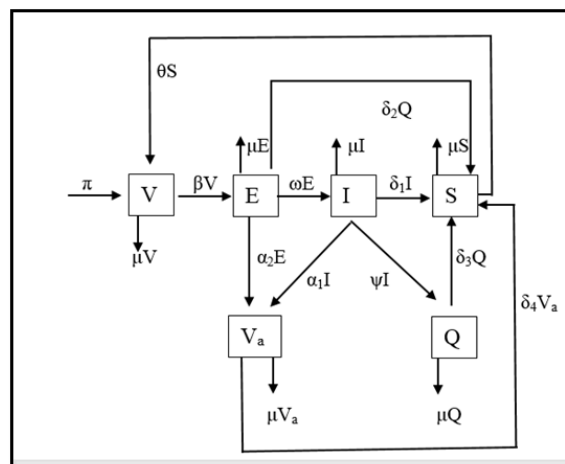 θS
δ₂Q
μE
μI
μS
π
V
βV
E
ωE
I
δ₁I
S
μV
α₂E
α₁I
ψI
δ₃Q
δ₄Vₐ
Vₐ
Q
μVₐ
μQ